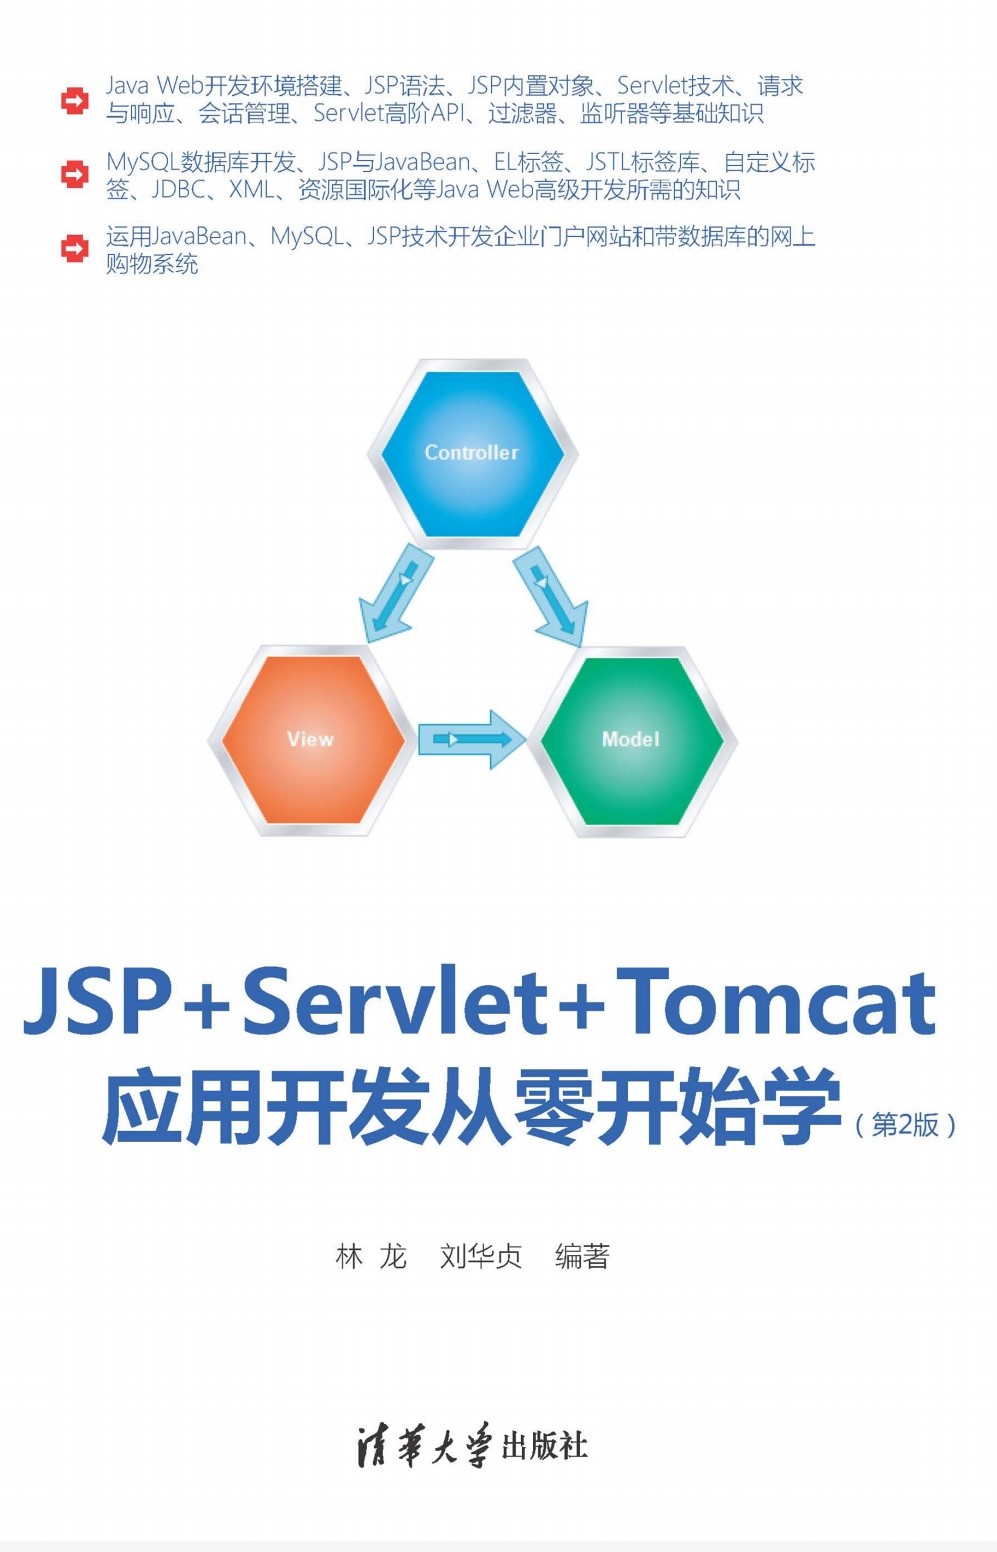 Java Web开发环境搭建、JSP语法、JSP内置对象、Servlet技术、请求
与响应、会话管理、Servlet高阶API、过滤器、监听器等基础知识
MySQL数据库开发、JSP与JavaBean、EL标签、JSTL标签库、自定义标
签、JDBC、XML、资源国际化等Java Web高级开发所需的知识
运用JavaBean、MySQL、JSP技术开发企业门户网站和带数据库的网上
购物系统
Controller
View
Model
JSP+Servlet+Tomcat
应用开发从零开始学（第2版）
林 龙 刘华贞 编著
清华大学出版社